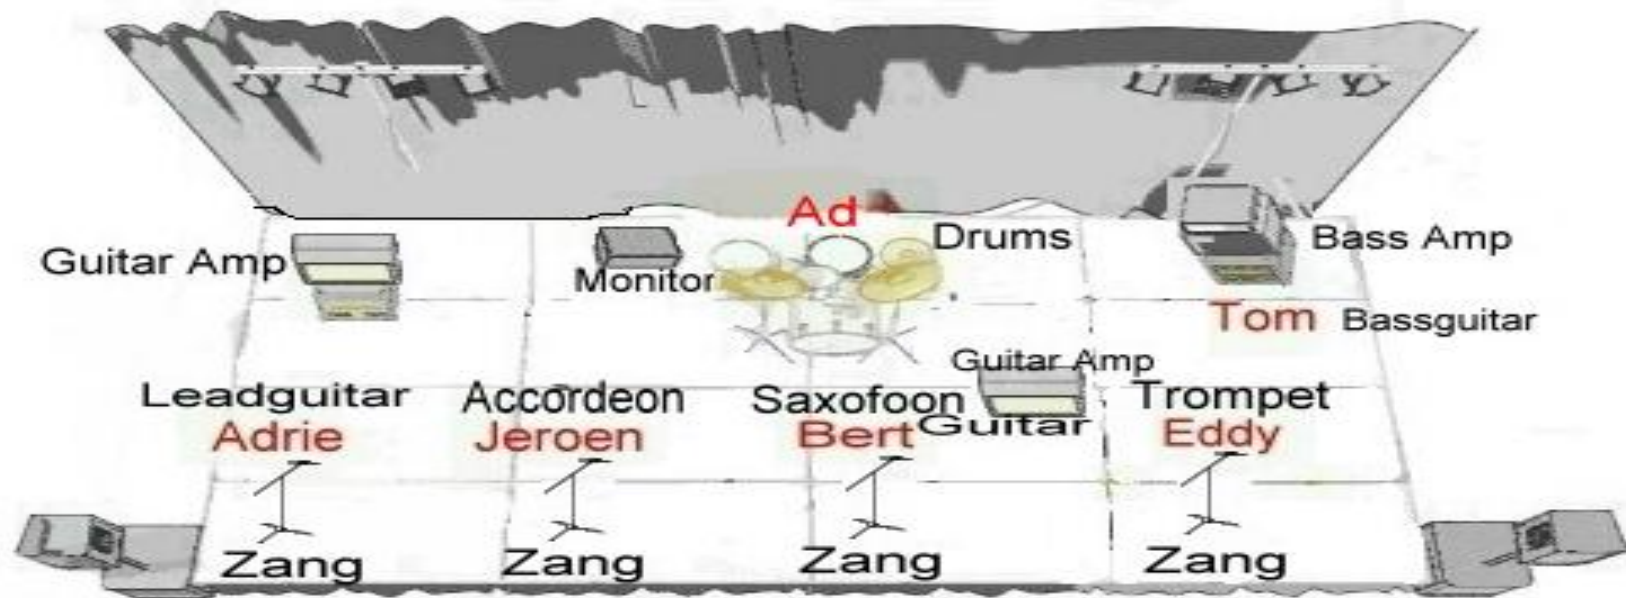 Ad
Drums
Guitar Amp
Monitor
Bass Amp
Tom Bassguitar
Guitar Amp
Leadguitar
Adrie
Accordeon
Jeroen
Saxofoon
Bert Guitar
Trompet
Eddy
Zang
Zang
Zang
Zang